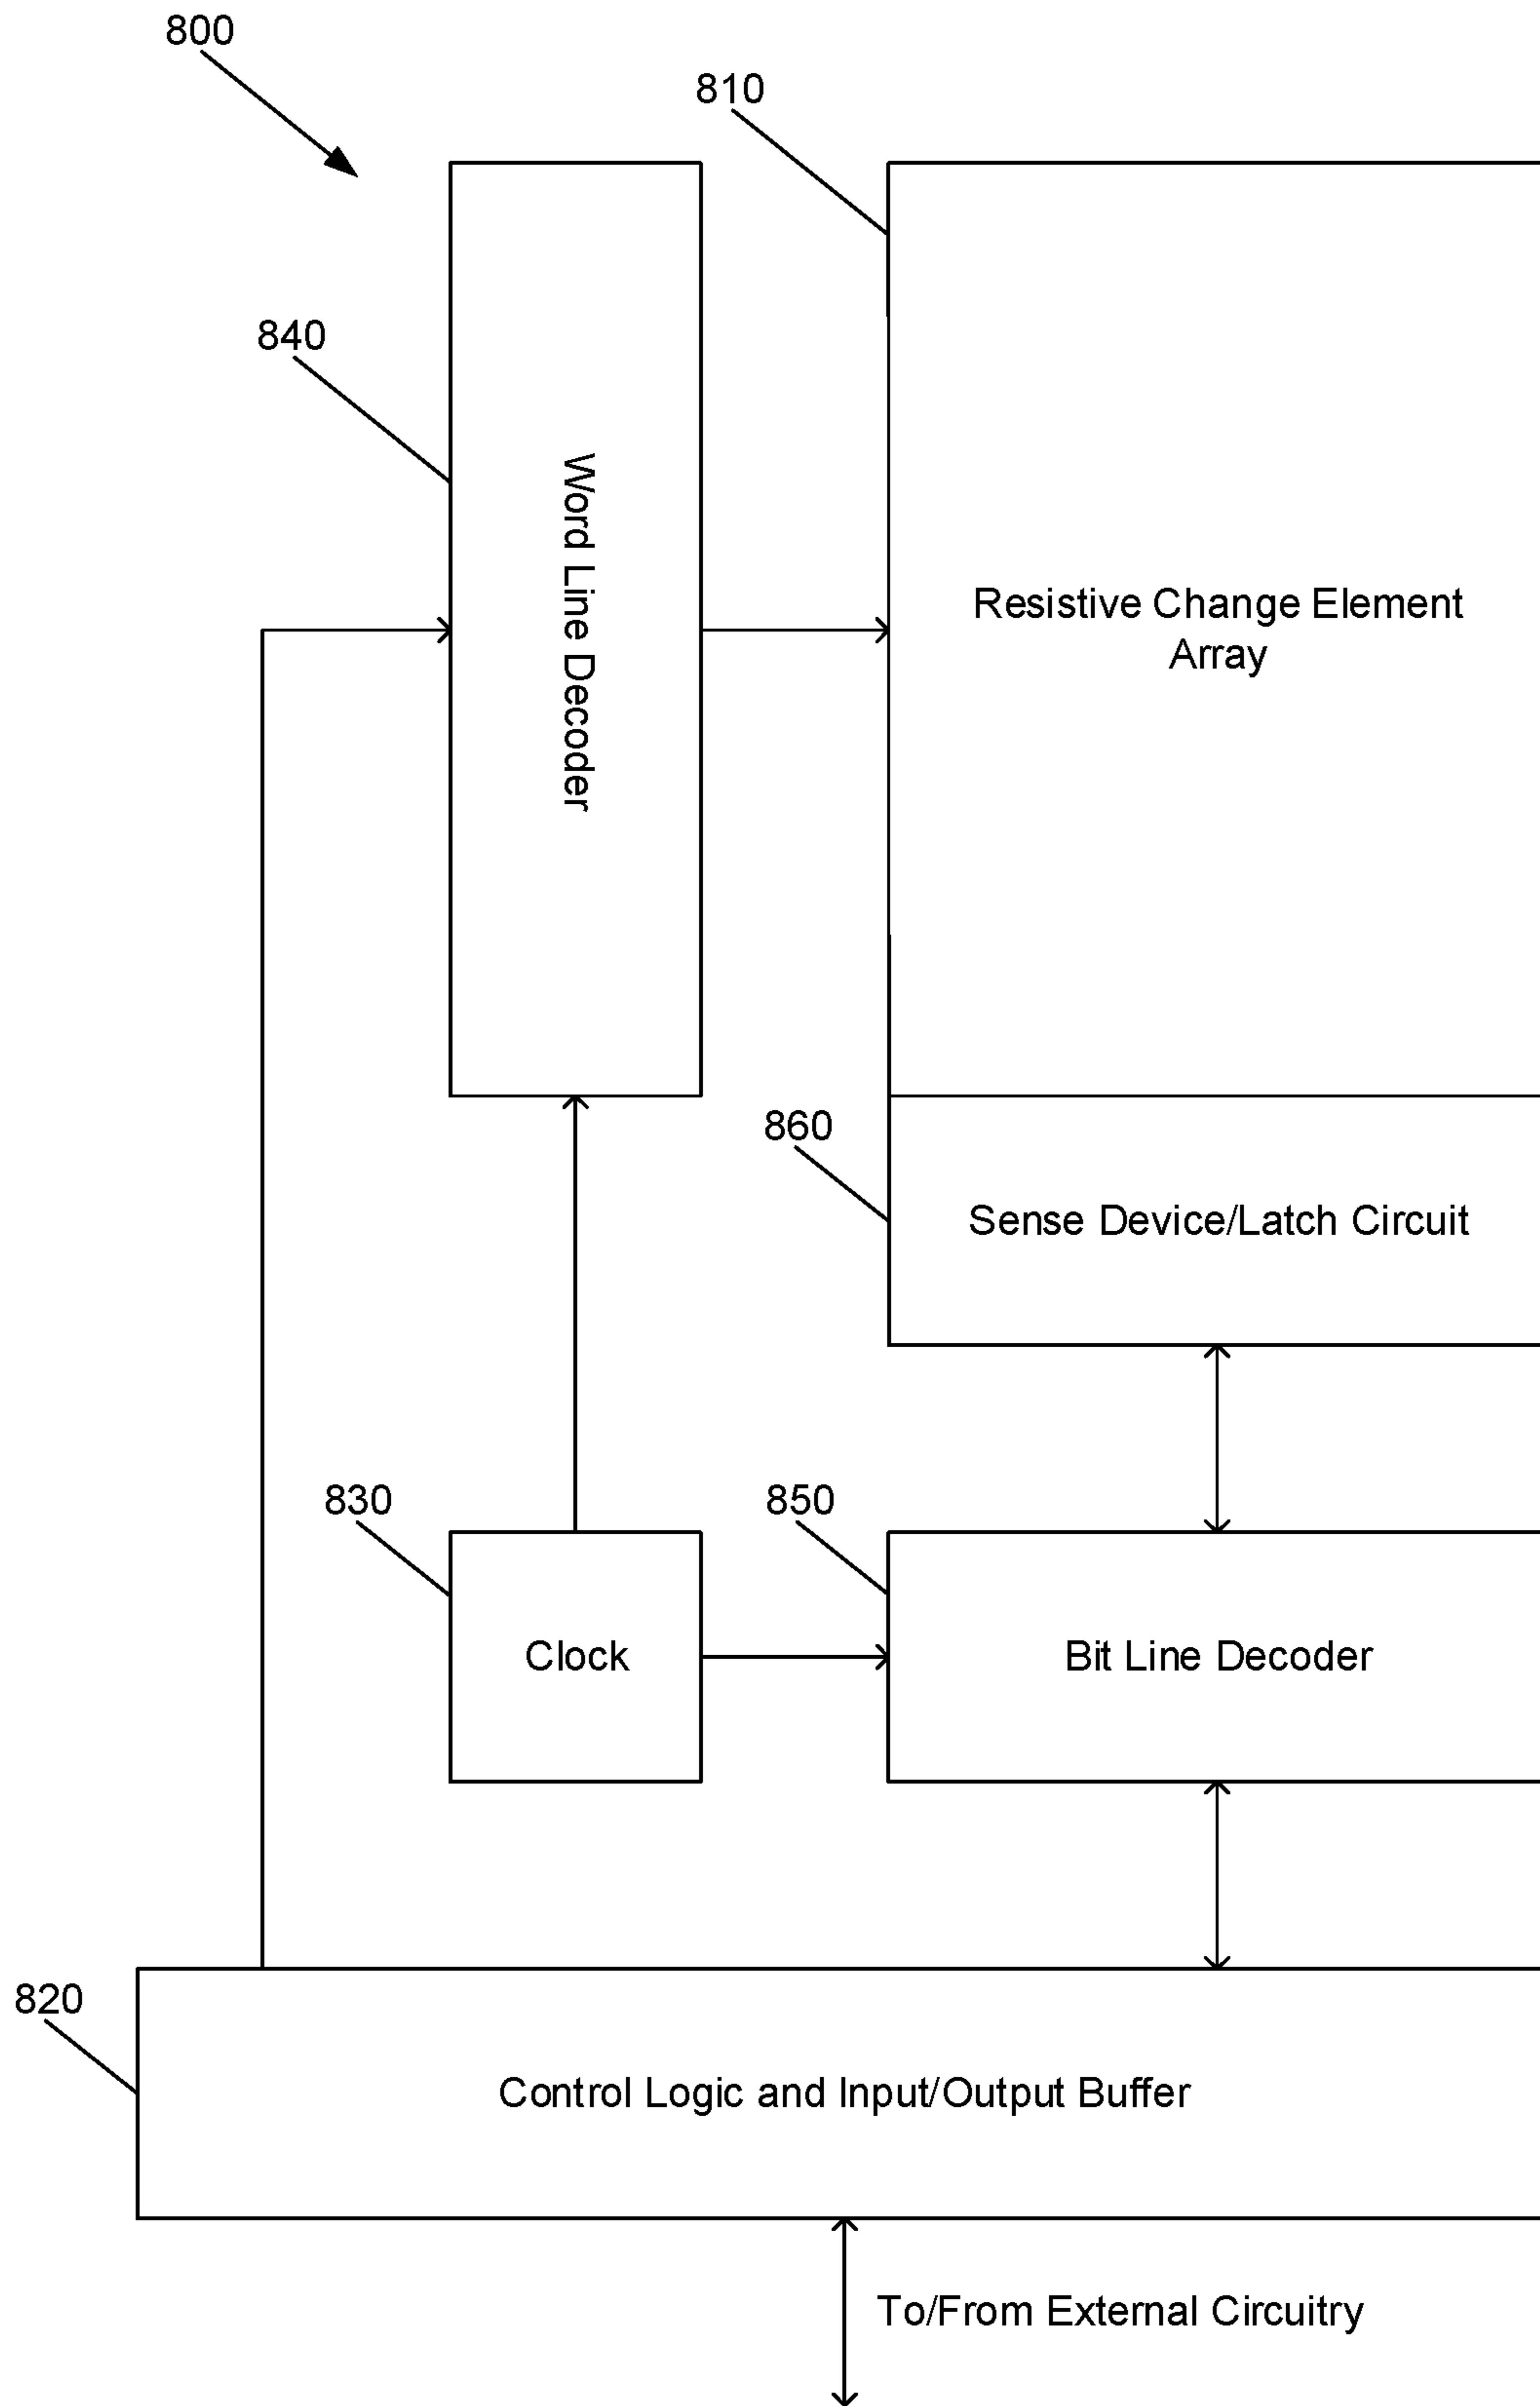 800
810
840
Word Line Decoder
Resistive Change Element
Array
860
Sense Device/Latch Circuit
830
850
Clock
Bit Line Decoder
820
Control Logic and Input/Output Buffer
To/From External Circuitry